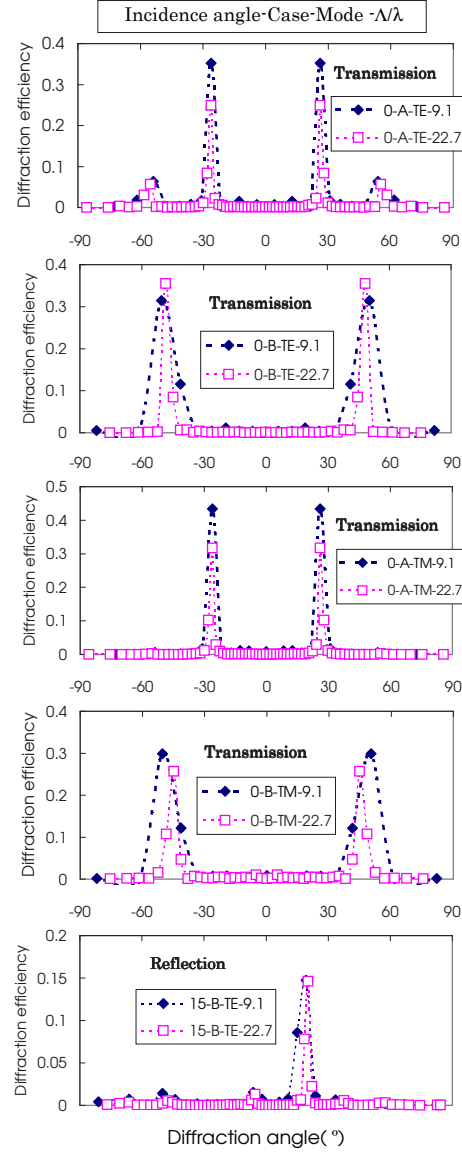 Incidence angle-Case-Mode -Λ/λ
Diffraction efficiency
0.4
0.3
0.2
0.1
0
Transmission
0-A-TE-9.1
0-A-TE-22.7
-90
-60
-30
0
30
60
90
Diffraction efficiency
0.4
0.3
0.2
0.1
0
Transmission
0-B-TE-9.1
0-B-TE-22.7
-90
-60
-30
0
30
60
90
Diffraction efficiency
0.5
0.4
0.3
0.2
0.1
0
Transmission
0-A-TM-9.1
0-A-TM-22.7
-90
-60
-30
0
30
60
90
Diffraction efficiency
0.4
0.3
0.2
0.1
0
Transmission
0-B-TM-9.1
0-B-TM-22.7
-90
-60
-30
0
30
60
90
Diffraction efficiency
0.2
0.15
0.1
0.05
0
Reflection
15-B-TE-9.1
15-B-TE-22.7
-90
-60
-30
0
30
60
90
Diffraction angle( °)